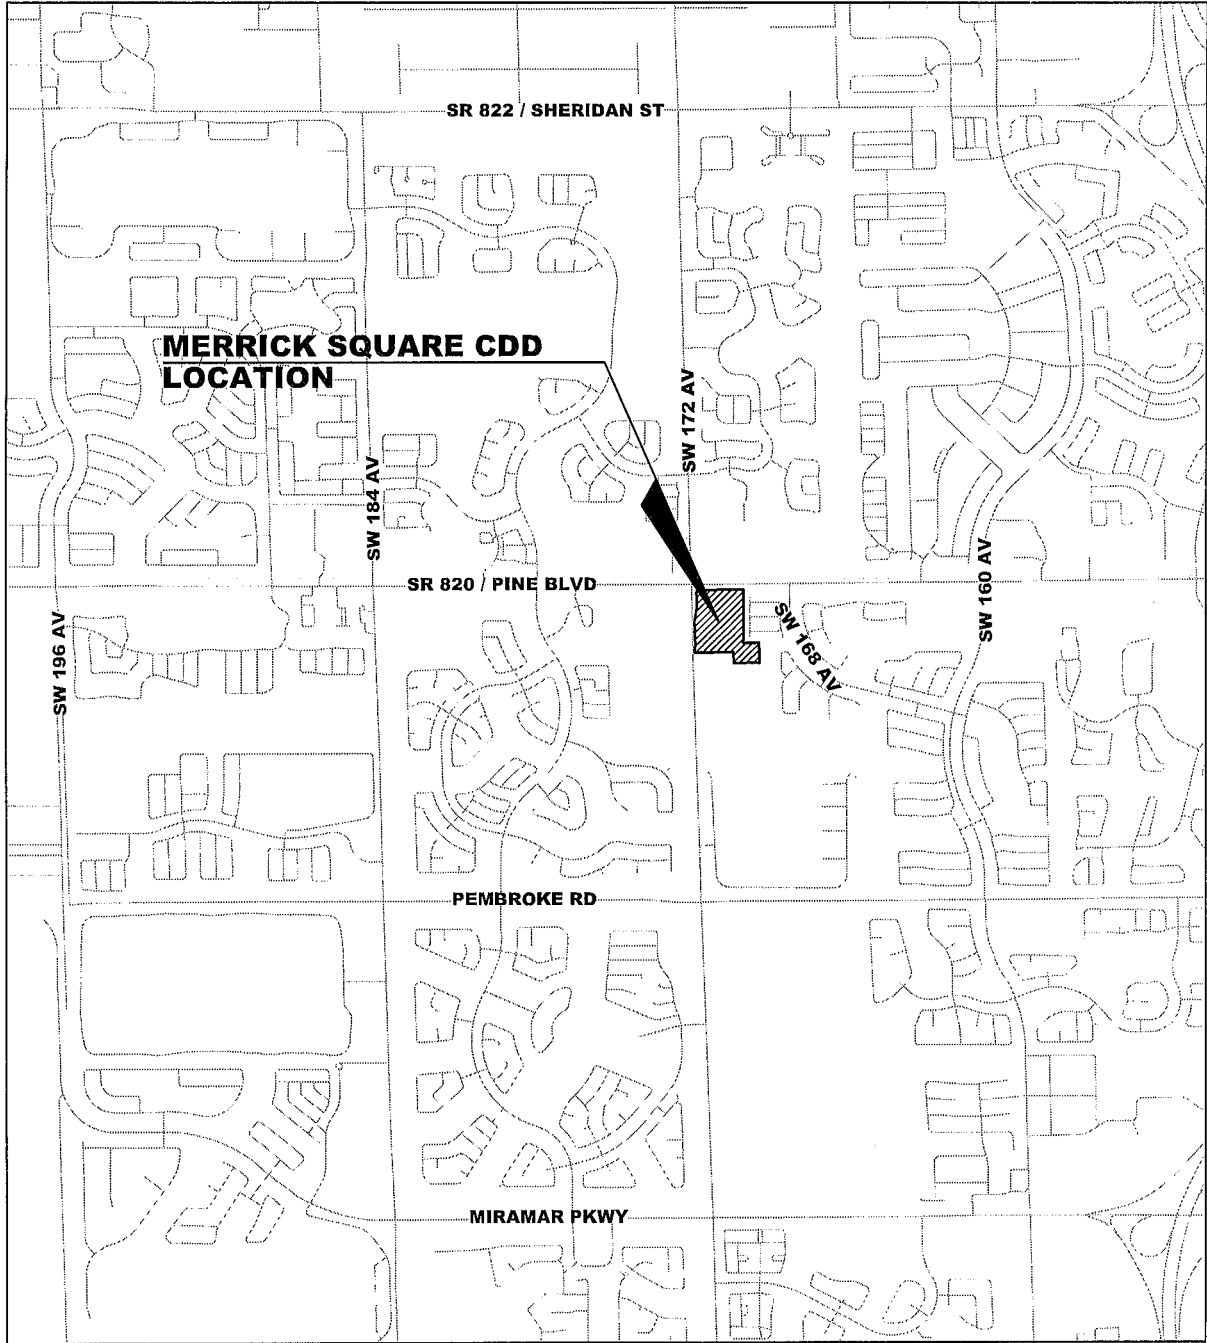 SR 822 / SHERIDAN ST
MERRICK SQUARE CDD
LOCATION
SW 172 AV
SW 184 AV
SR 820 / PINE BLVD
SW 160 AV
SW 196 AV
SW 168 AV
PEMBROKE RD
MIRAMAR PKWY